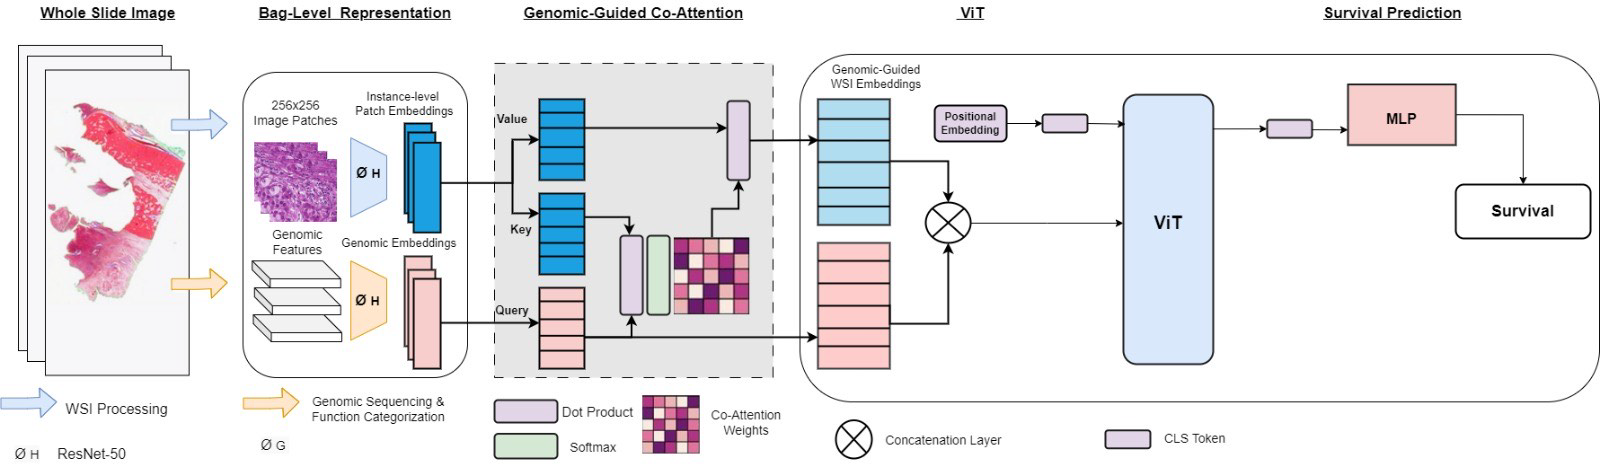 Whole Slide Image
Bag-Level Representation
Genomic-Guided Co-Attention
ViT
Survival Prediction
256x256
Image Patches
Instance-level
Patch Embeddings
Ø H
Genomic
Features
Genomic Embeddings
Ø H
Value
Key
Query
Genomic-Guided
WSI Embeddings
Positional
Embedding
ViT
MLP
Survival
WSI Processing
Ø H ResNet-50
Genomic Sequencing &
Function Categorization
Ø G
Dot Product
Softmax
Co-Attention
Weights
Concatenation Layer
CLS Token